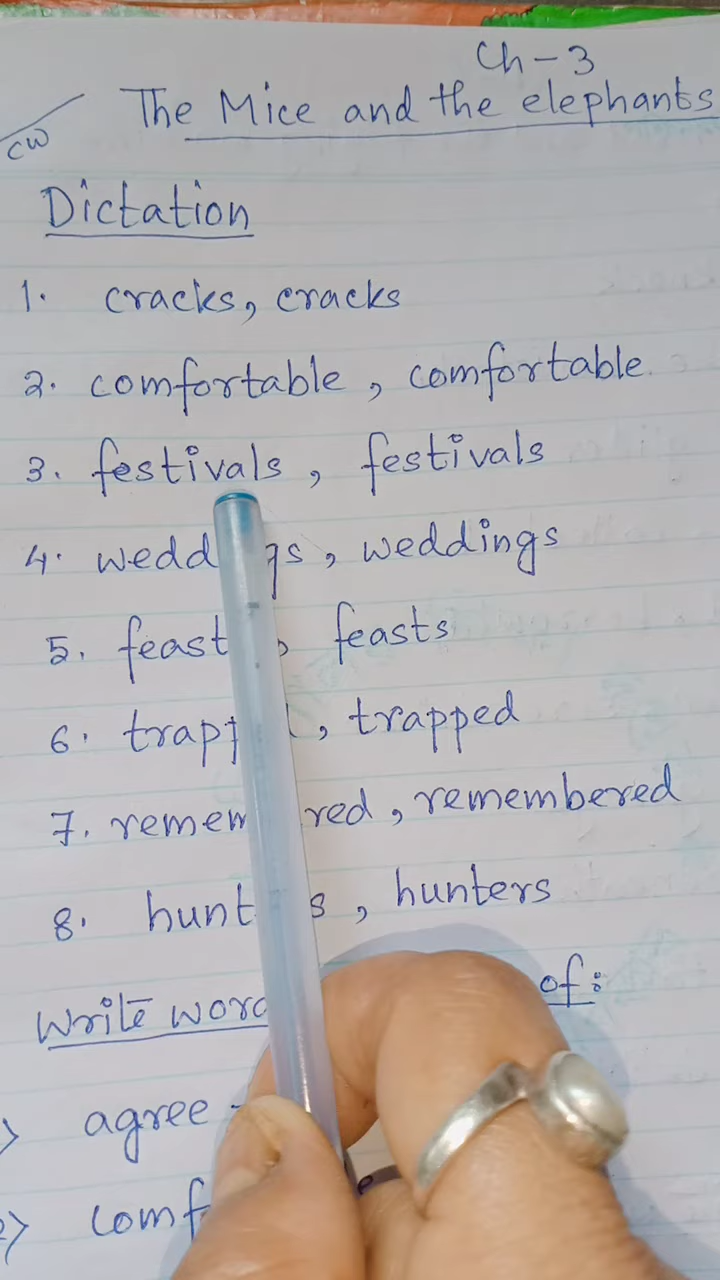 Ch-3
The Mice and the elephants
CW
Dictation
1. cracks, cracks
2. comfortable, comfortable
3. festivals, festivals
4. , weddings
5. , feasts
6. , trapped
7. , remembered
8. , hunters
Write of:
agree